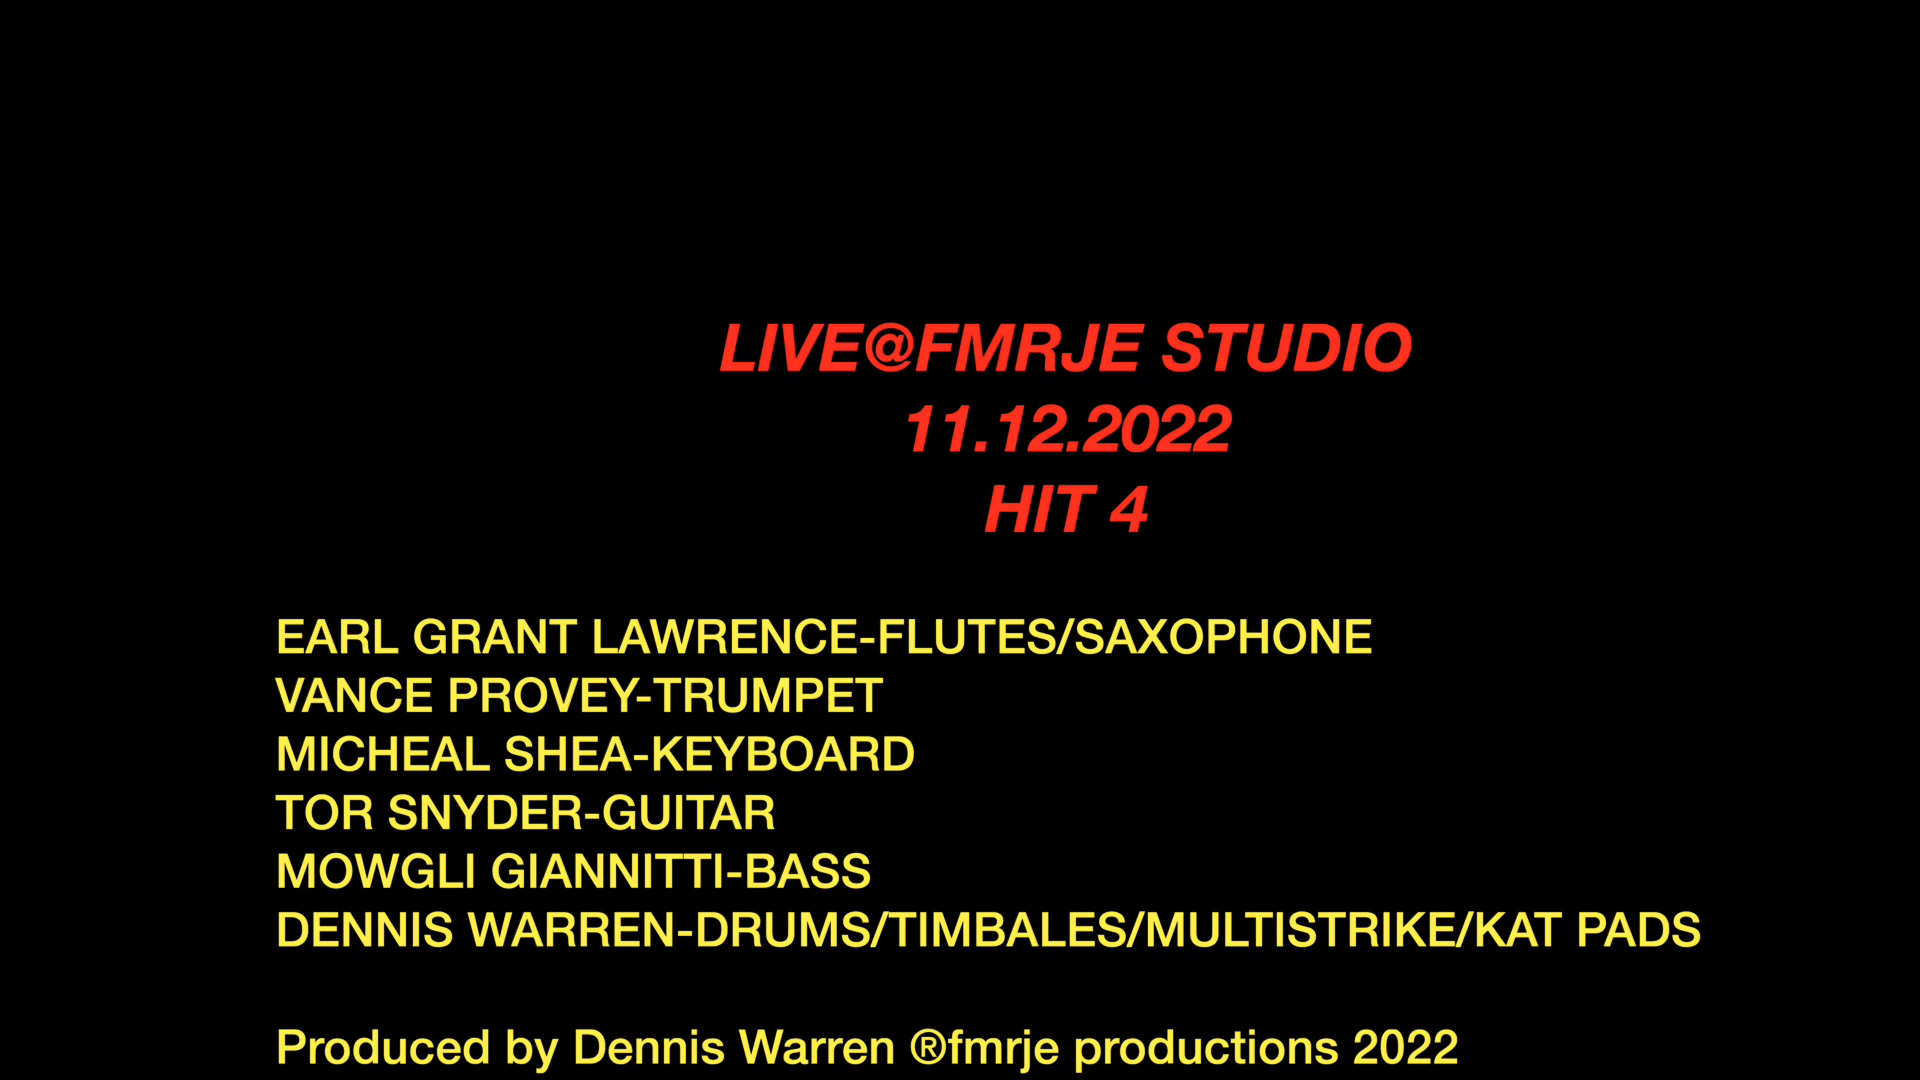 LIVE@FMRJE STUDIO
11.12.2022
HIT 4
EARL GRANT LAWRENCE-FLUTES/SAXOPHONE
VANCE PROVEY-TRUMPET
MICHEAL SHEA-KEYBOARD
TOR SNYDER-GUITAR
MOWGLI GIANNITTI-BASS
DENNIS WARREN-DRUMS/TIMBALES/MULTISTRIKE/KAT PADS
Produced by Dennis Warren ®fmrje productions 2022